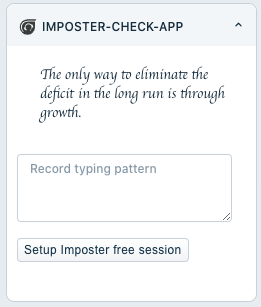 IMPOSTER-CHECK-APP
The only way to eliminate the
deficit in the long run is through
growth.
Record typing pattern
Setup Imposter free session